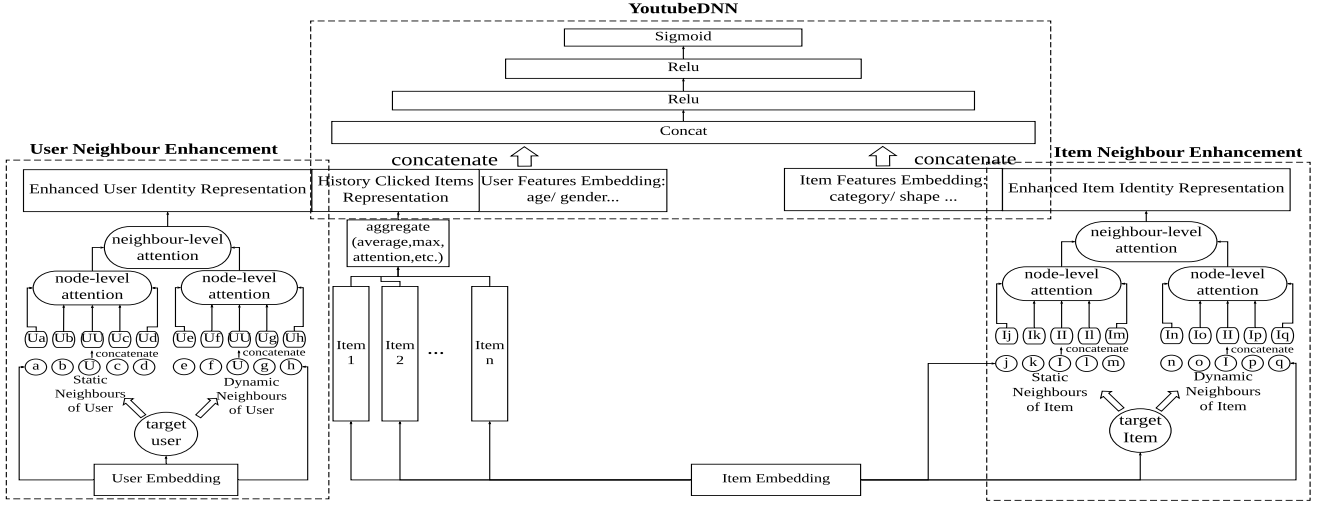 YoutubeDNN
Sigmoid
Relu
Relu
Concat
concatenate
concatenate
User Neighbour Enhancement
Enhanced User Identity Representation
History Clicked Items
Representation
User Features Embedding:
age/ gender...
Item Features Embedding:
category/ shape ...
Item Neighbour Enhancement
Enhanced Item Identity Representation
neighbour-level
attention
node-level
attention
node-level
attention
Ua Ub UU Uc Ud
Ue Uf UU Ug Uh
concatenate
concatenate
a b U c d
e f U g h
Static
Neighbours
of User
Dynamic
Neighbours
of User
target
user
User Embedding
aggregate
(average,max,
attention,etc.)
Item
1
Item
2
...
Item
n
Item Embedding
neighbour-level
attention
node-level
attention
node-level
attention
Ij Ik II Il Im
In Io II Ip Iq
concatenate
concatenate
j k I l m
n o I p q
Static
Neighbours
of Item
Dynamic
Neighbours
of Item
target
Item